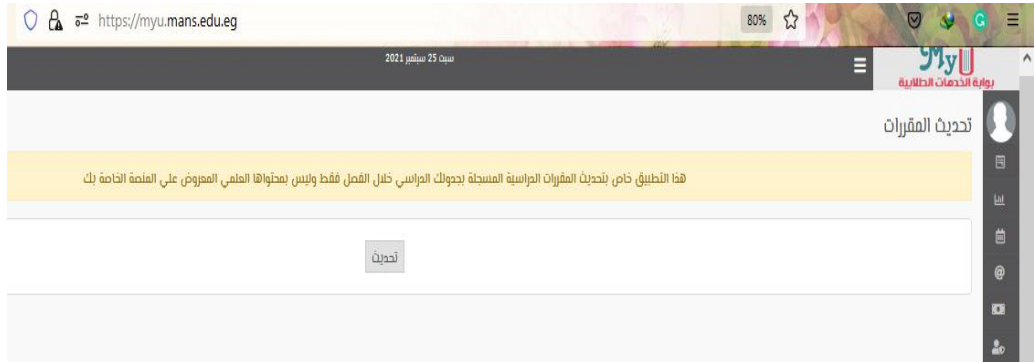 https://myu.mans.edu.eg
80%
سبت 25 سبتمبر 2021
MyU
بوابة الخدمات الطلابية
تحديث المقررات
هذا التطبيق خاص بتحديث المقررات الدراسية المسجلة بجدولك الدراسي خلال الفصل فقط وليس بمحتواها العلمي المعروض علي المنصة الخاصة بك
تحديث